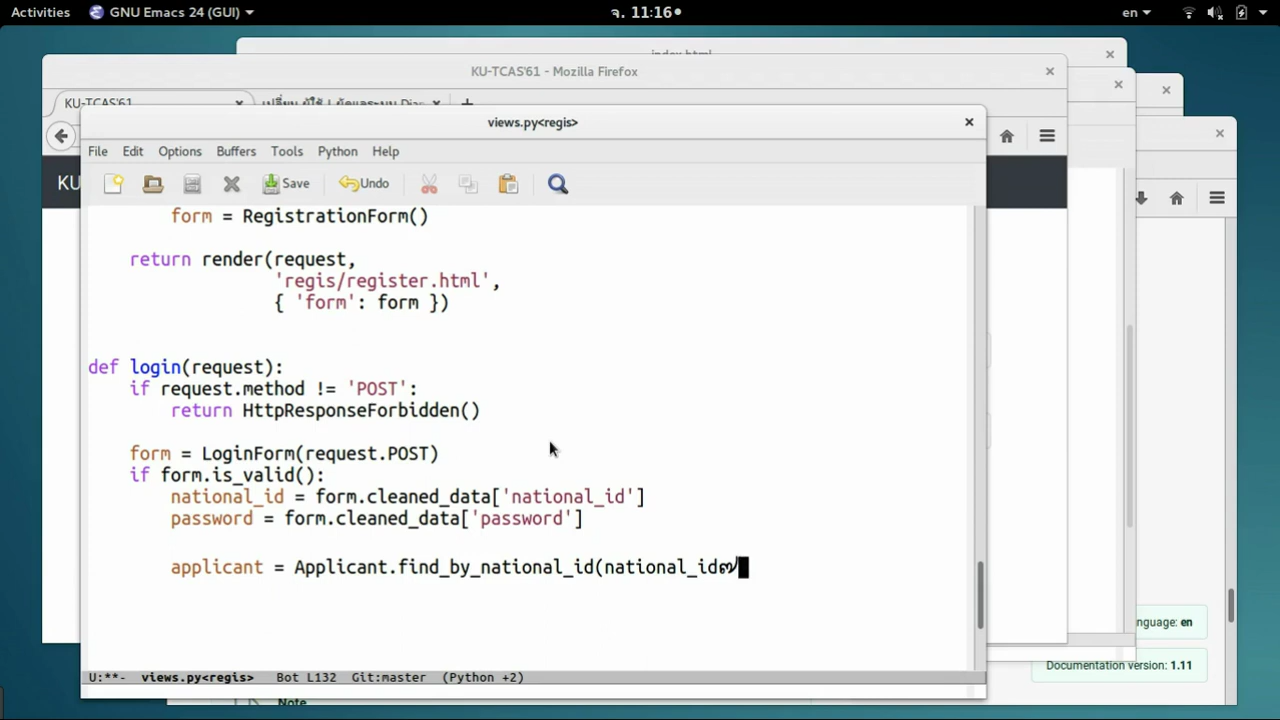 Activities
GNU Emacs 24 (GUI)
จ. 11:16
en
KU-TCAS'61 - Mozilla Firefox
KU-TCAS'61
views.py<regis>
File Edit Options Buffers Tools Python Help
KU
Save Undo
form = RegistrationForm()
return render(request,
'regis/register.html',
{ 'form': form })
def login(request):
if request.method != 'POST':
return HttpResponseForbidden()
form = LoginForm(request.POST)
if form.is_valid():
national_id = form.cleaned_data['national_id']
password = form.cleaned_data['password']
applicant = Applicant.find_by_national_id(national_id๗
nguage: en
Documentation version: 1.11
U:**- views.py<regis> Bot L132 Git:master (Python +2)
Note